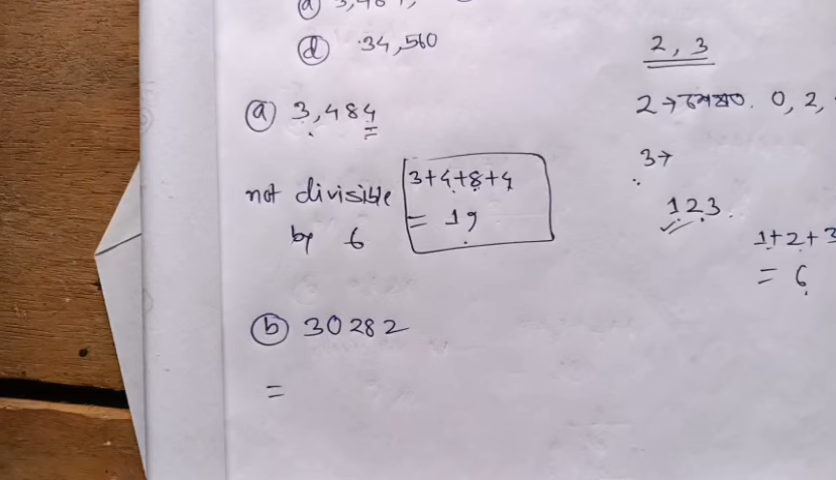 (d) 34,560
2, 3
(a) 3,484
2 → 0, 2,
not divisible
by 6
3+4+8+4
= 19
3 →
123.
1+2+3
= 6
(b) 30282
=